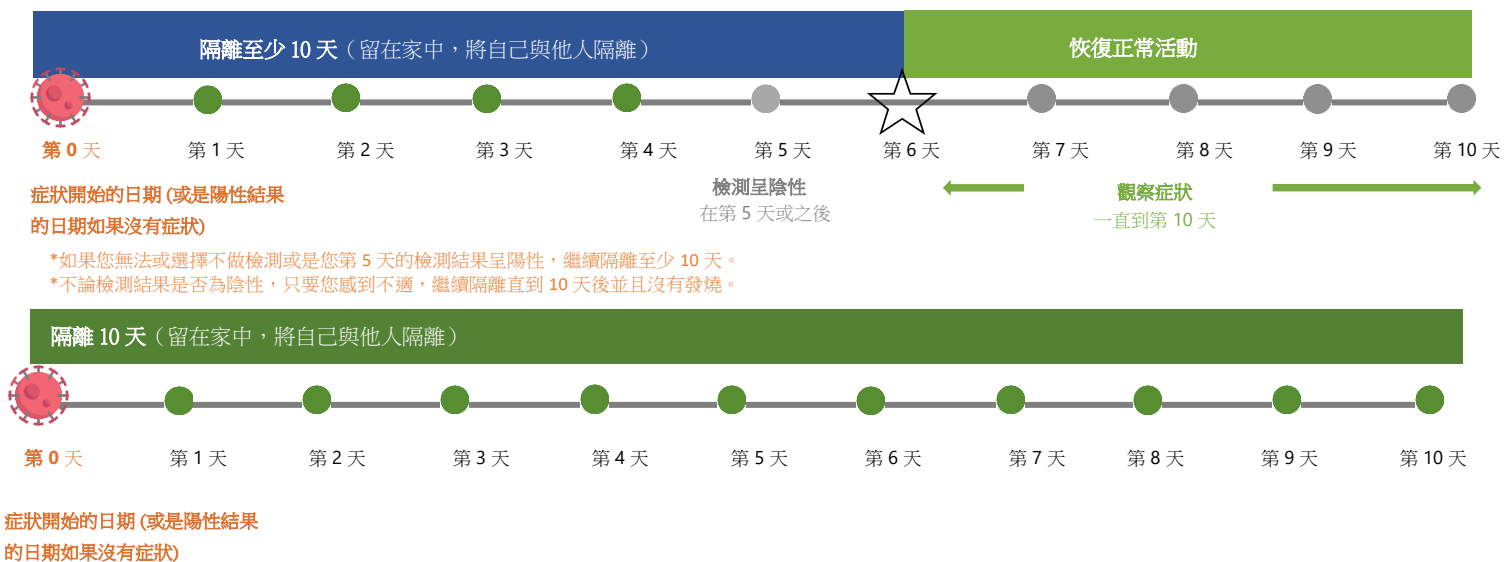 隔離至少 10 天（留在家中，將自己與他人隔離）
恢復正常活動
第 0 天 第 1 天 第 2 天 第 3 天 第 4 天 第 5 天 第 6 天 第 7 天 第 8 天 第 9 天 第 10 天
症狀開始的日期 (或是陽性結果
的日期如果沒有症狀)
檢測呈陰性
在第 5 天或之後
觀察症狀
一直到第 10 天
*如果您無法或選擇不做檢測或是您第 5 天的檢測結果呈陽性，繼續隔離至少 10 天。
*不論檢測結果是否為陰性，只要您感到不適，繼續隔離直到 10 天後並且沒有發燒。
隔離 10 天（留在家中，將自己與他人隔離）
第 0 天 第 1 天 第 2 天 第 3 天 第 4 天 第 5 天 第 6 天 第 7 天 第 8 天 第 9 天 第 10 天
症狀開始的日期 (或是陽性結果
的日期如果沒有症狀)